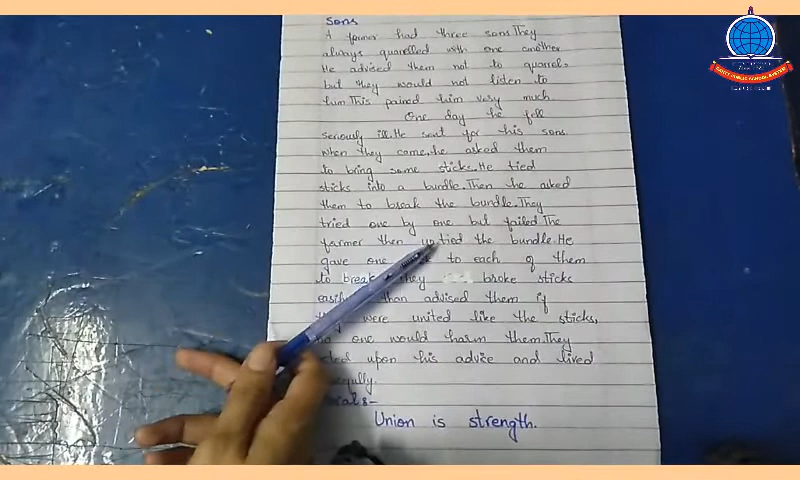 Sons
A farmer had three sons.They
always quarelled with one another
He advised them not to quarrel.
but they would not listen to
him.This pained him very much.
One day he fell
seriously ill.He sent for his sons.
when they came.he asked them
to bring some sticks.He tied
sticks into a bundle.Then he asked
them to break the bundle.They
tried one by one but failed.The
farmer then untied the bundle.He
gave one to each of them
to break they broke sticks
easily than advised them if
were united like the sticks,
no one would harm them.They
upon his advice and lived
Union is strength.